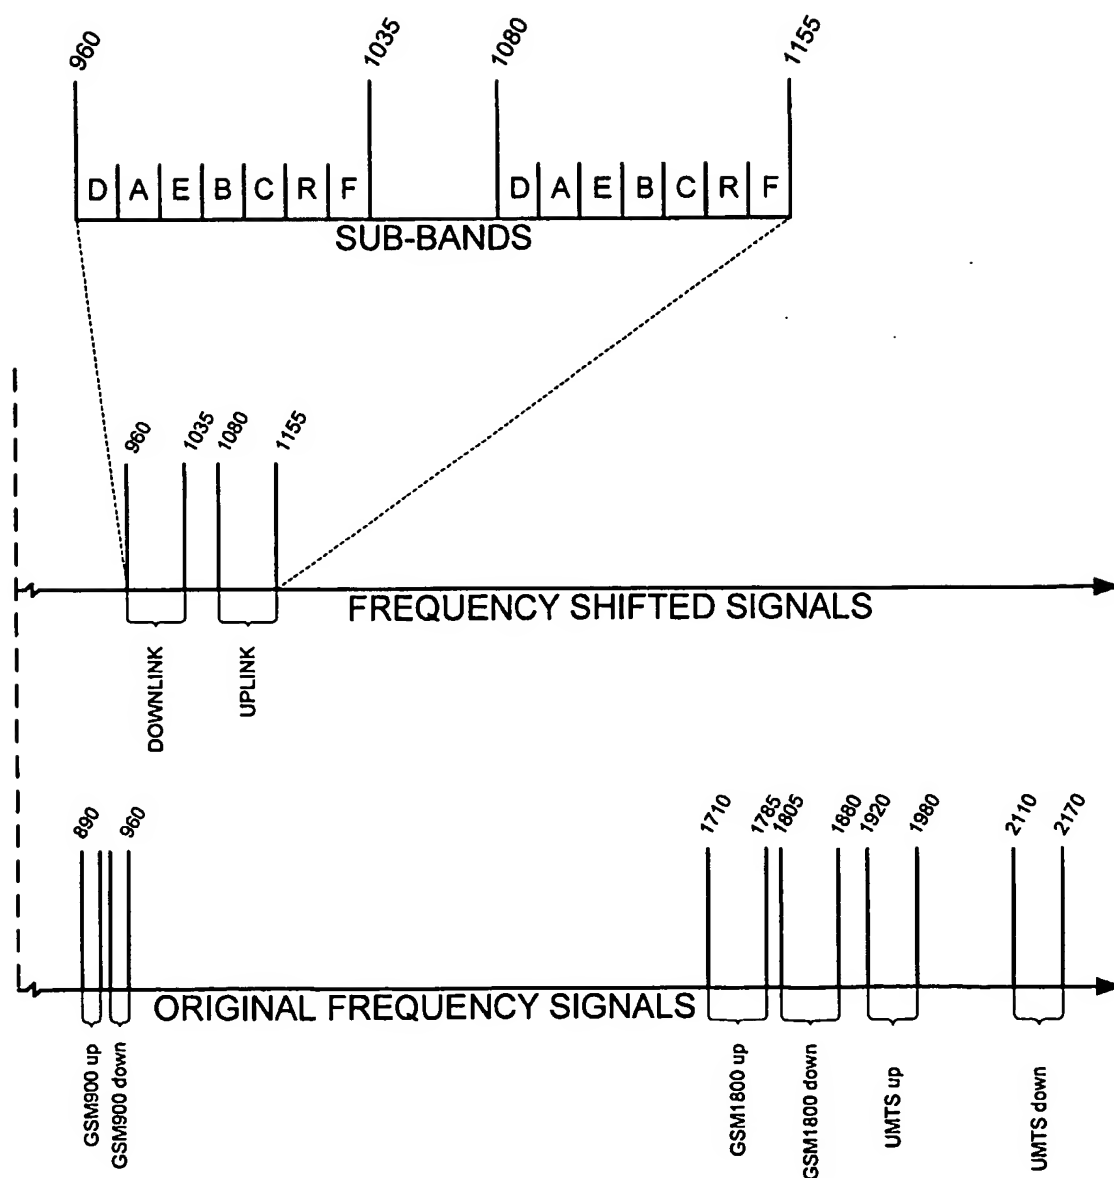 960
1035
1080
1155
D A E B C R F
D A E B C R F
SUB-BANDS
960
1035
1080
1155
FREQUENCY SHIFTED SIGNALS
DOWNLINK
UPLINK
890
960
1710
1785
1805
1880
1920
1980
2110
2170
ORIGINAL FREQUENCY SIGNALS
GSM900 up
GSM900 down
GSM1800 up
GSM1800 down
UMTS up
UMTS down